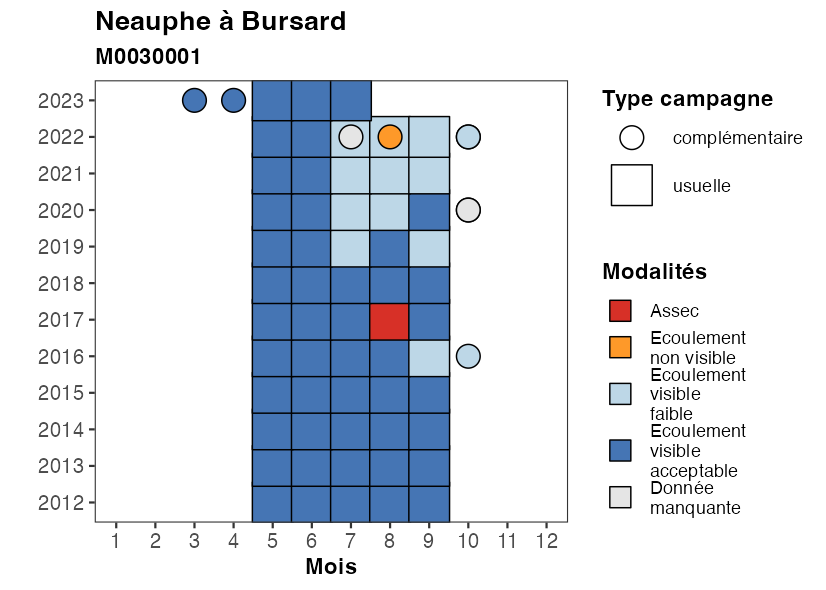 Neauphe à Bursard
M0030001
2023
2022
2021
2020
2019
2018
2017
2016
2015
2014
2013
2012
1 2 3 4 5 6 7 8 9 10 11 12
Mois
Type campagne
complémentaire
usuelle
Modalités
Assec
Ecoulement
non visible
Ecoulement
visible
faible
Ecoulement
visible
acceptable
Donnée
manquante